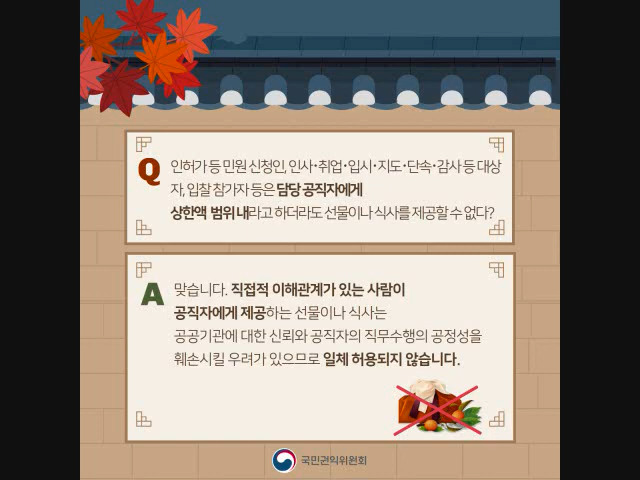 Q
인허가 등 민원 신청인, 인사·취업·입시·지도·단속·감사 등 대상
자, 입찰 참가자 등은 담당 공직자에게
상한액 범위 내라고 하더라도 선물이나 식사를 제공할 수 없다?
A
맞습니다. 직접적 이해관계가 있는 사람이
공직자에게 제공하는 선물이나 식사는
공공기관에 대한 신뢰와 공직자의 직무수행의 공정성을
훼손시킬 우려가 있으므로 일체 허용되지 않습니다.
국민권익위원회